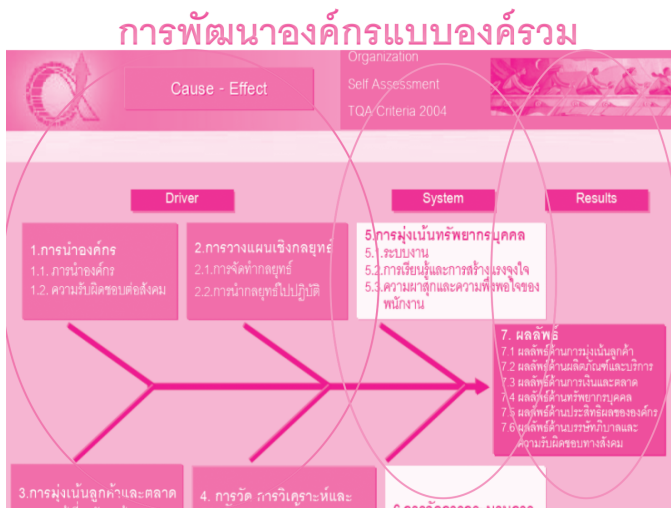 การพัฒนาองค์กรแบบองค์รวม
Organization
Self Assessment
TQA Criteria 2004
Cause - Effect
Driver
System
Results
1.การนำองค์กร
1.1. การนำองค์กร
1.2. ความรับผิดชอบต่อสังคม
2.การวางแผนเชิงกลยุทธ์
2.1.การจัดทำกลยุทธ์
2.2.การนำกลยุทธ์ไปปฏิบัติ
5.การมุ่งเน้นทรัพยากรบุคคล
5.1.ระบบงาน
5.2.การเรียนรู้และการสร้างแรงจูงใจ
5.3.ความผาสุกและความพึงพอใจของ
พนักงาน
7. ผลลัพธ์
7.1 ผลลัพธ์ด้านการมุ่งเน้นลูกค้า
7.2 ผลลัพธ์ด้านผลิตภัณฑ์และบริการ
7.3 ผลลัพธ์ด้านการเงินและตลาด
7.4 ผลลัพธ์ด้านทรัพยากรบุคคล
7.5 ผลลัพธ์ด้านประสิทธิผลขององค์กร
7.6 ผลลัพธ์ด้านบรรษัทภิบาลและ
ความรับผิดชอบทางสังคม
3.การมุ่งเน้นลูกค้าและตลาด
4. การวัด การวิเคราะห์และ